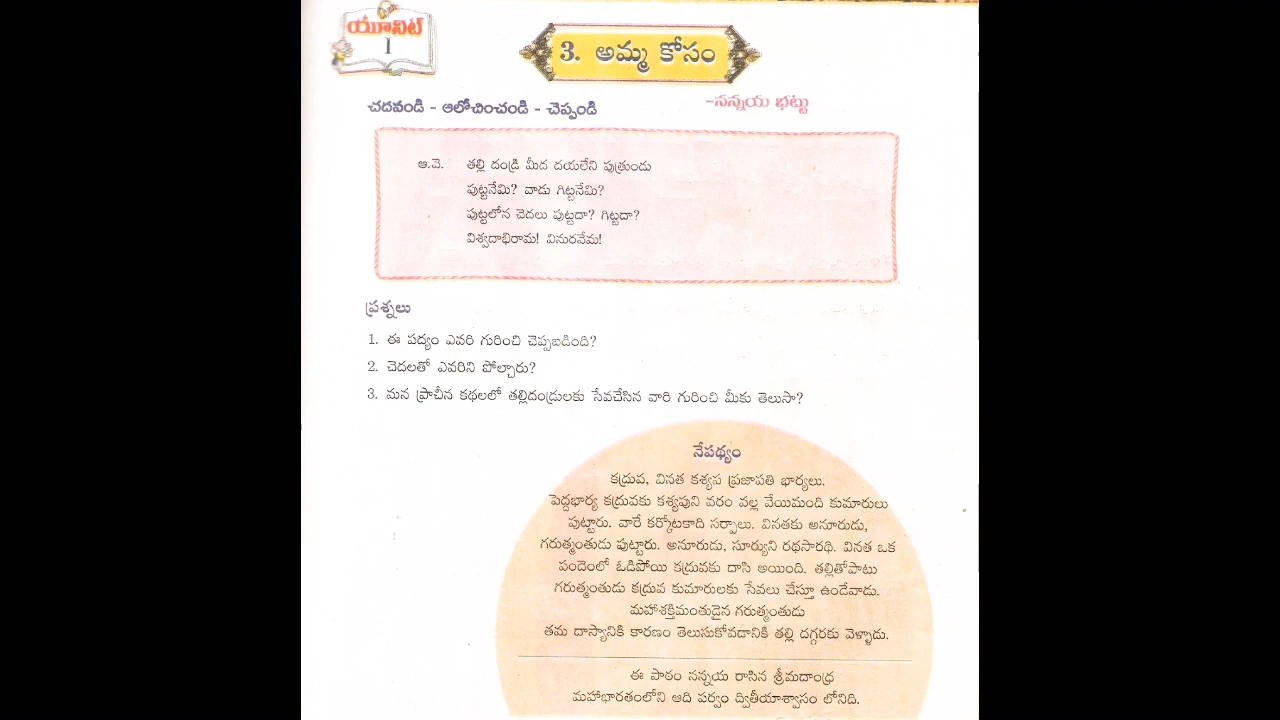 యూనిట్
I
3. అమ్మ కోసం
చదవండి - ఆలోచించండి - చెప్పండి
-నన్నయ భట్టు
ఆ.వె. తల్లి దండ్రి మీద దయలేని పుత్రుండు
పుట్టనేమి? వాడు గిట్టనేమి?
పుట్టలోన చెదలు పుట్టదా? గిట్టదా?
విశ్వదాభిరామ! వినురవేమ!
ప్రశ్నలు
1. ఈ పద్యం ఎవరి గురించి చెప్పబడింది?
2. చెదలతో ఎవరిని పోల్చారు?
3. మన ప్రాచీన కథలలో తల్లిదండ్రులకు సేవచేసిన వారి గురించి మీకు తెలుసా?
నేపథ్యం
కద్రువ, వినత కశ్యప ప్రజాపతి భార్యలు.
పెద్దభార్య కద్రువకు కశ్యపుని వరం వల్ల వేయిమంది కుమారులు
పుట్టారు. వారే కర్కోటకాది సర్పాలు. వినతకు అనూరుడు,
గరుత్మంతుడు పుట్టారు. అనూరుడు, సూర్యుని రథసారథి. వినత ఒక
పందెంలో ఓడిపోయి కద్రువకు దాసి అయింది. తల్లితోపాటు
గరుత్మంతుడు కద్రువ కుమారులకు సేవలు చేస్తూ ఉండేవాడు.
మహాశక్తిమంతుడైన గరుత్మంతుడు
తమ దాస్యానికి కారణం తెలుసుకోవడానికి తల్లి దగ్గరకు వెళ్ళాడు.
ఈ పాఠం నన్నయ రాసిన శ్రీమదాంధ్ర
మహాభారతంలోని ఆది పర్వం ద్వితీయాశ్వాసం లోనిది.